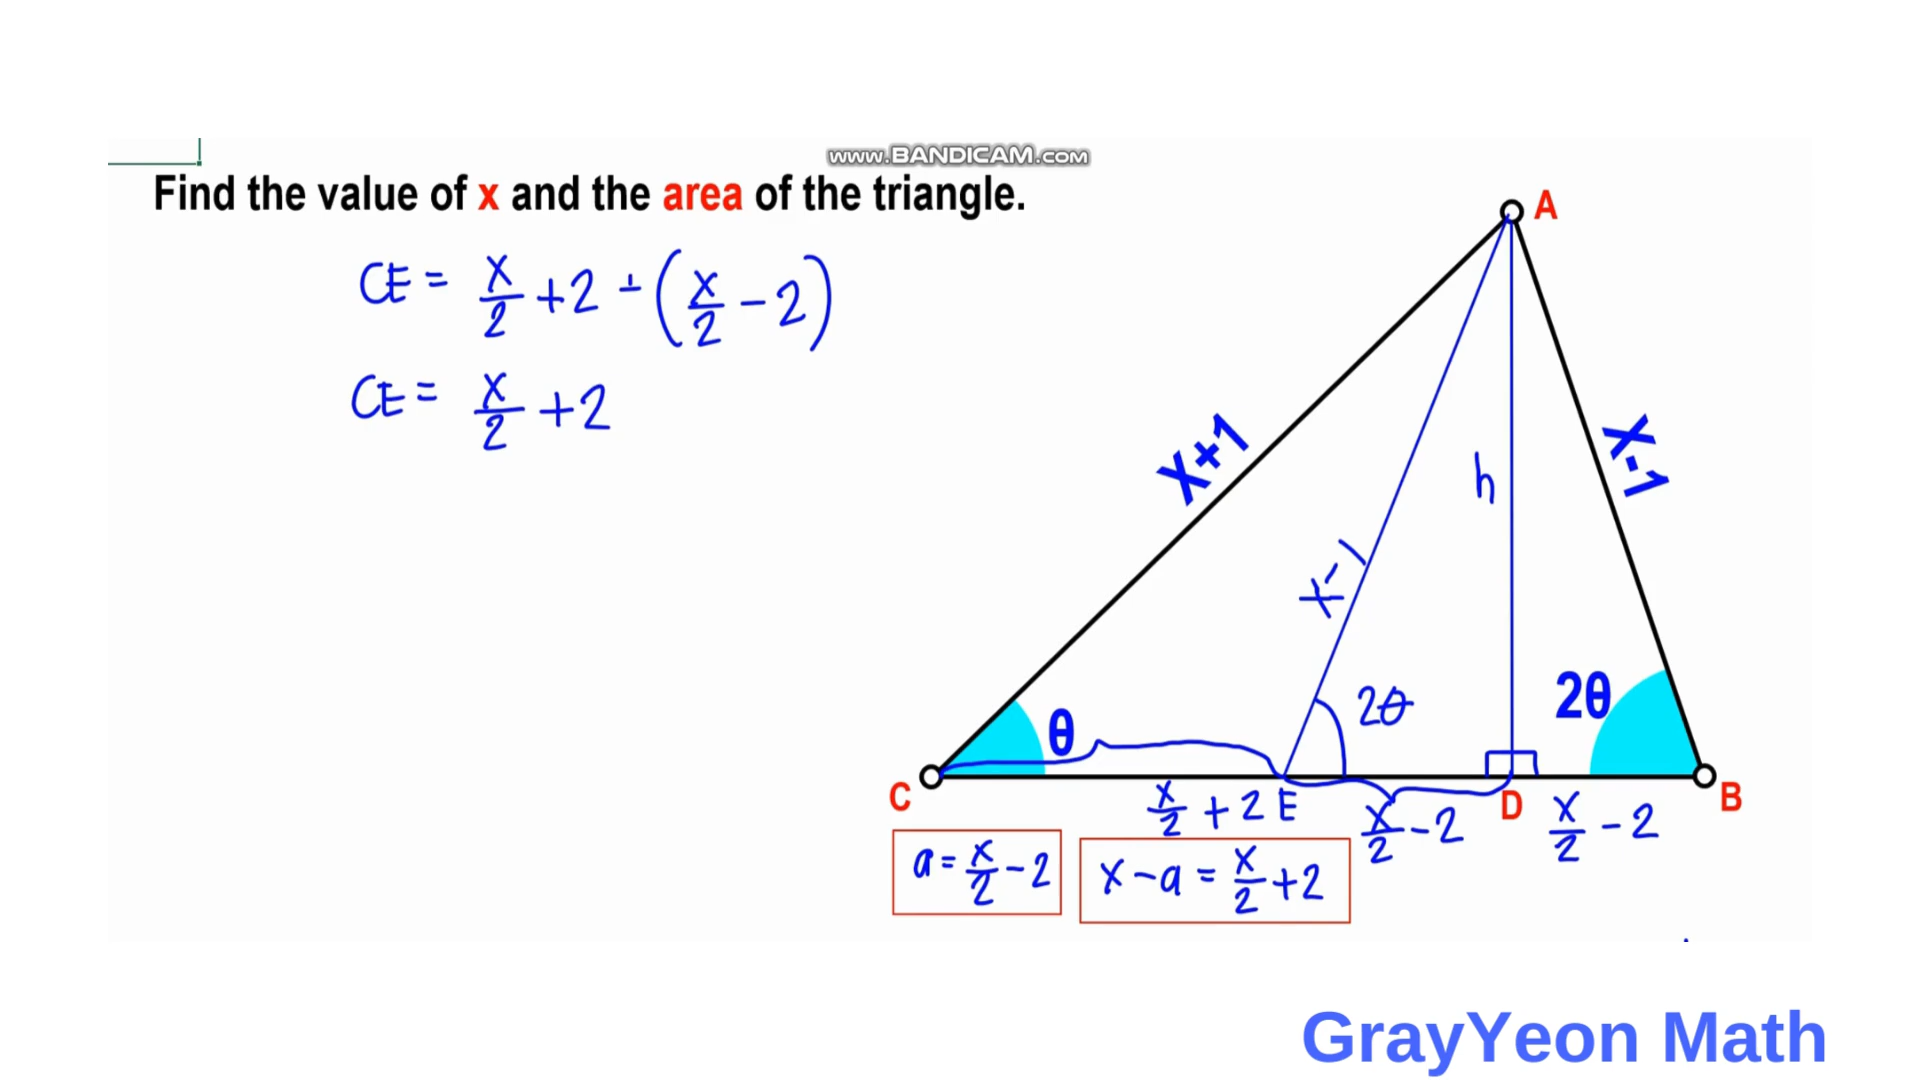 www.BANDICAM.com
Find the value of x and the area of the triangle.
CE = x/2 + 2 - (x/2 - 2)
CE = x/2 + 2
A
x+1
x-1
h
x-1
θ
2θ
2θ
C
x/2 + 2
E
x/2 - 2
D
x/2 - 2
B
a = x/2 - 2
x - a = x/2 + 2
GrayYeon Math